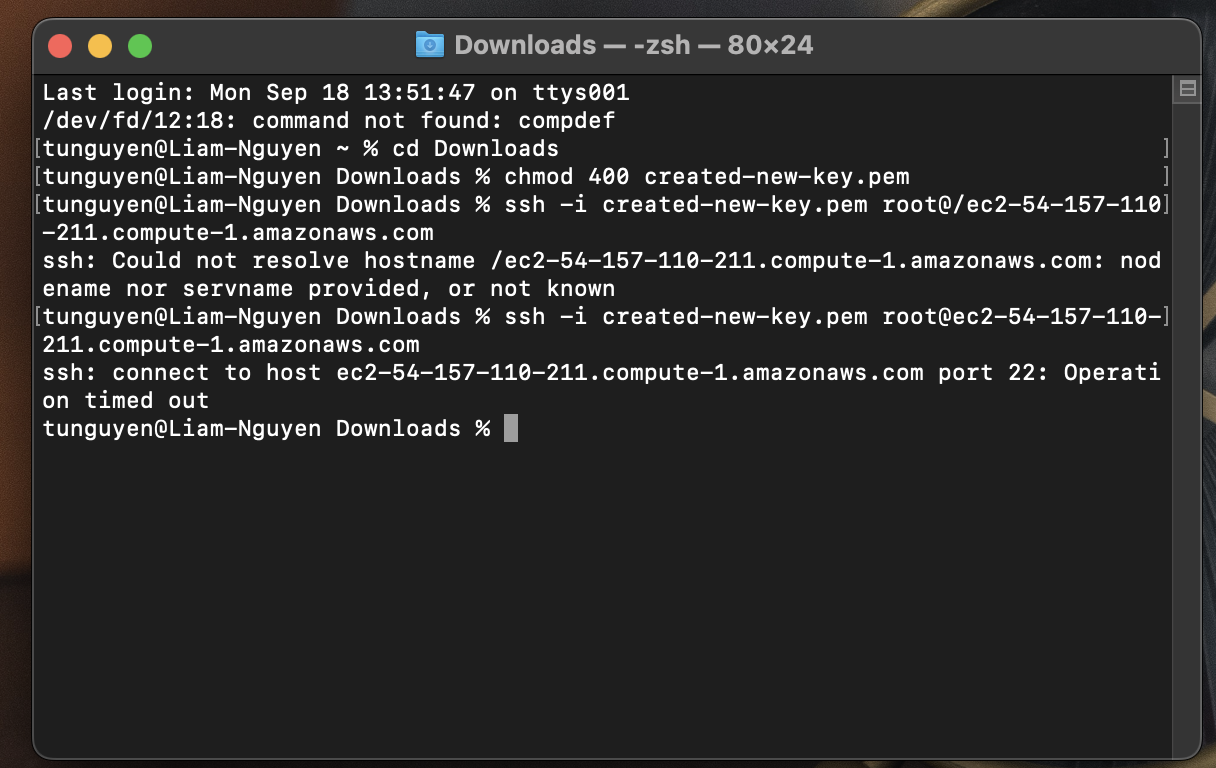 Downloads — -zsh — 80×24
Last login: Mon Sep 18 13:51:47 on ttys001
/dev/fd/12:18: command not found: compdef
[tunguyen@Liam-Nguyen ~ % cd Downloads ]
[tunguyen@Liam-Nguyen Downloads % chmod 400 created-new-key.pem ]
[tunguyen@Liam-Nguyen Downloads % ssh -i created-new-key.pem root@/ec2-54-157-110]
-211.compute-1.amazonaws.com
ssh: Could not resolve hostname /ec2-54-157-110-211.compute-1.amazonaws.com: nod
ename nor servname provided, or not known
[tunguyen@Liam-Nguyen Downloads % ssh -i created-new-key.pem root@ec2-54-157-110-]
211.compute-1.amazonaws.com
ssh: connect to host ec2-54-157-110-211.compute-1.amazonaws.com port 22: Operati
on timed out
tunguyen@Liam-Nguyen Downloads %